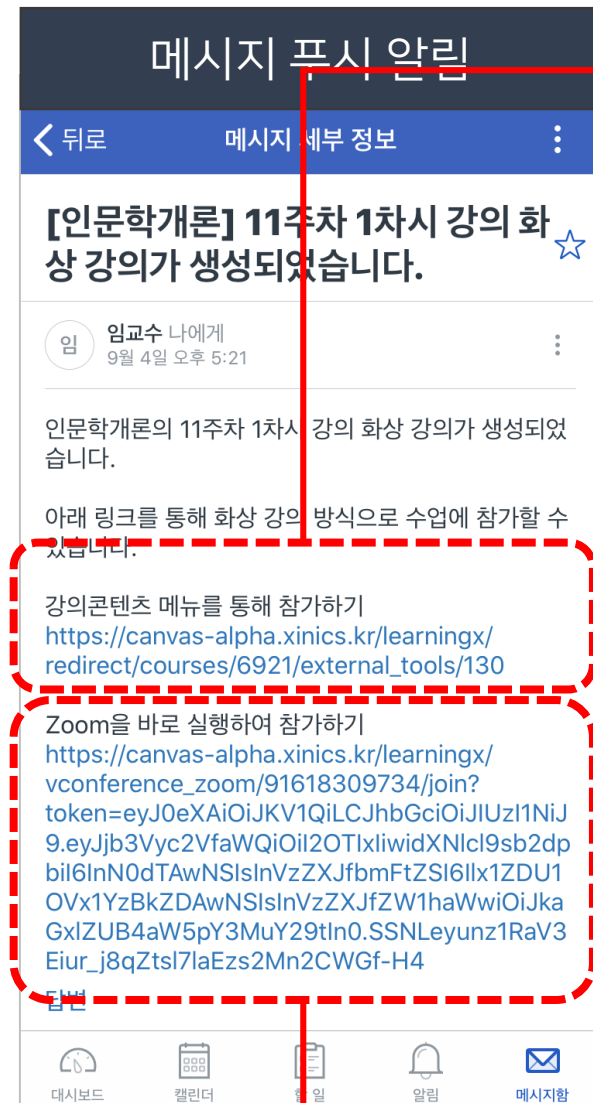 메시지 푸시 알림
뒤로
메시지 세부 정보
[인문학개론] 11주차 1차시 강의 화
상 강의가 생성되었습니다.
임
임교수 나에게
9월 4일 오후 5:21
인문학개론의 11주차 1차시 강의 화상 강의가 생성되었
습니다.
아래 링크를 통해 화상 강의 방식으로 수업에 참가할 수
있습니다.
강의콘텐츠 메뉴를 통해 참가하기
https://canvas-alpha.xinics.kr/learningx/
redirect/courses/6921/external_tools/130
Zoom을 바로 실행하여 참가하기
https://canvas-alpha.xinics.kr/learningx/
vconference_zoom/91618309734/join?
token=eyJ0eXAiOiJKV1QiLCJhbGciOiJIUzI1NiJ
9.eyJjb3Vyc2VfaWQiOiI2OTIxIiwidXNlcl9sb2dp
biI6InN0dTAwNSIsInVzZXJfbmFtZSI6Ilx1ZDU1
OVx1YzBkZDAwNSIsInVzZXJfZW1haWwiOiJka
GxlZUB4aW5pY3MuY29tIn0.SSNLeyunz1RaV3
Eiur_j8qZtsl7laEzs2Mn2CWGf-H4
답변
대시보드
캘린더
할 일
알림
메시지함